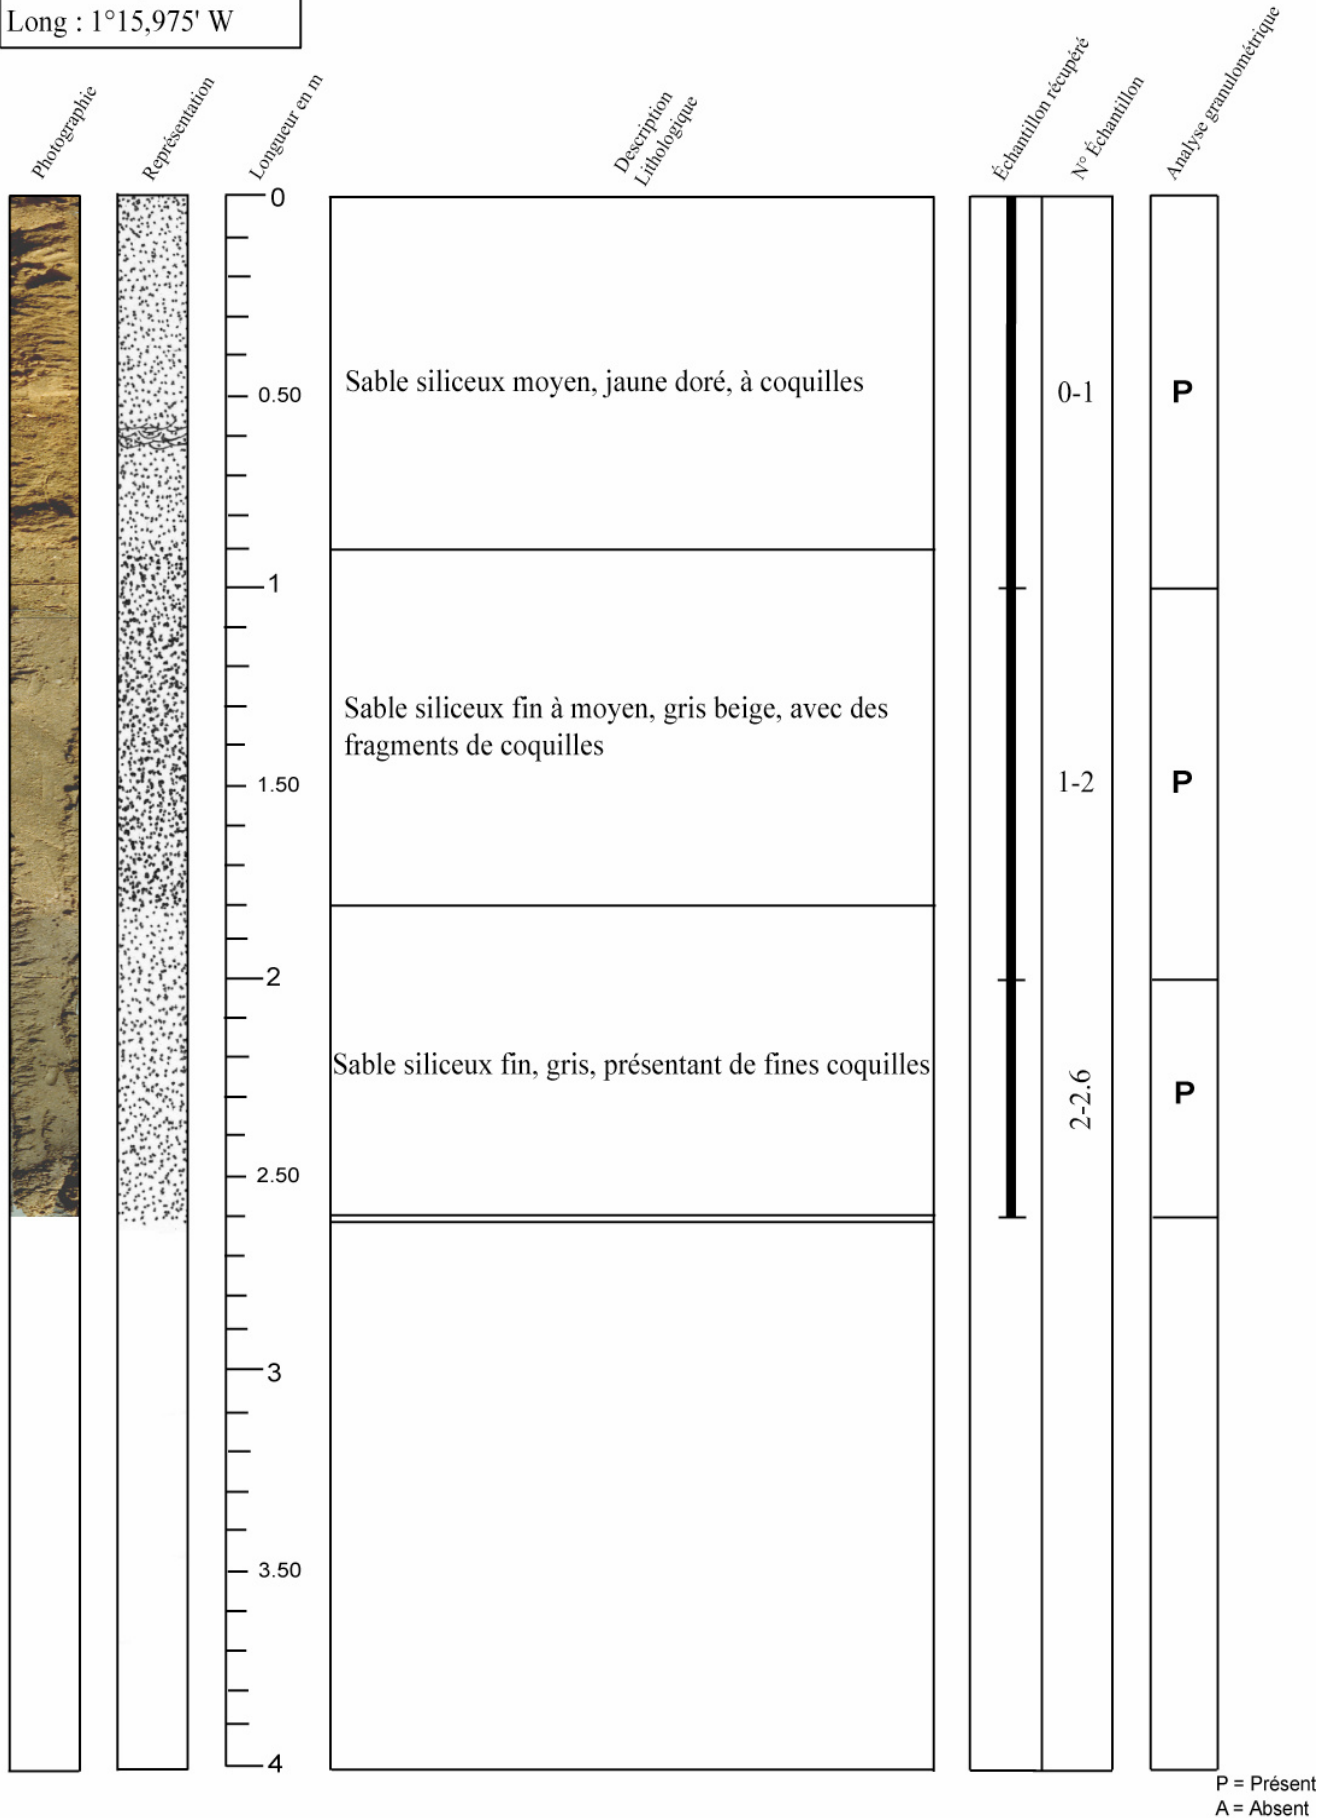 Long : 1°15,975' W
Photographie
Représentation
Longueur en m
Description
Lithologique
Échantillon récupéré
N° Échantillon
Analyse granulométrique
0
0.50
1
1.50
2
2.50
3
3.50
4
Sable siliceux moyen, jaune doré, à coquilles
Sable siliceux fin à moyen, gris beige, avec des
fragments de coquilles
Sable siliceux fin, gris, présentant de fines coquilles
0-1
1-2
2-2.6
P
P
P
P = Présent
A = Absent